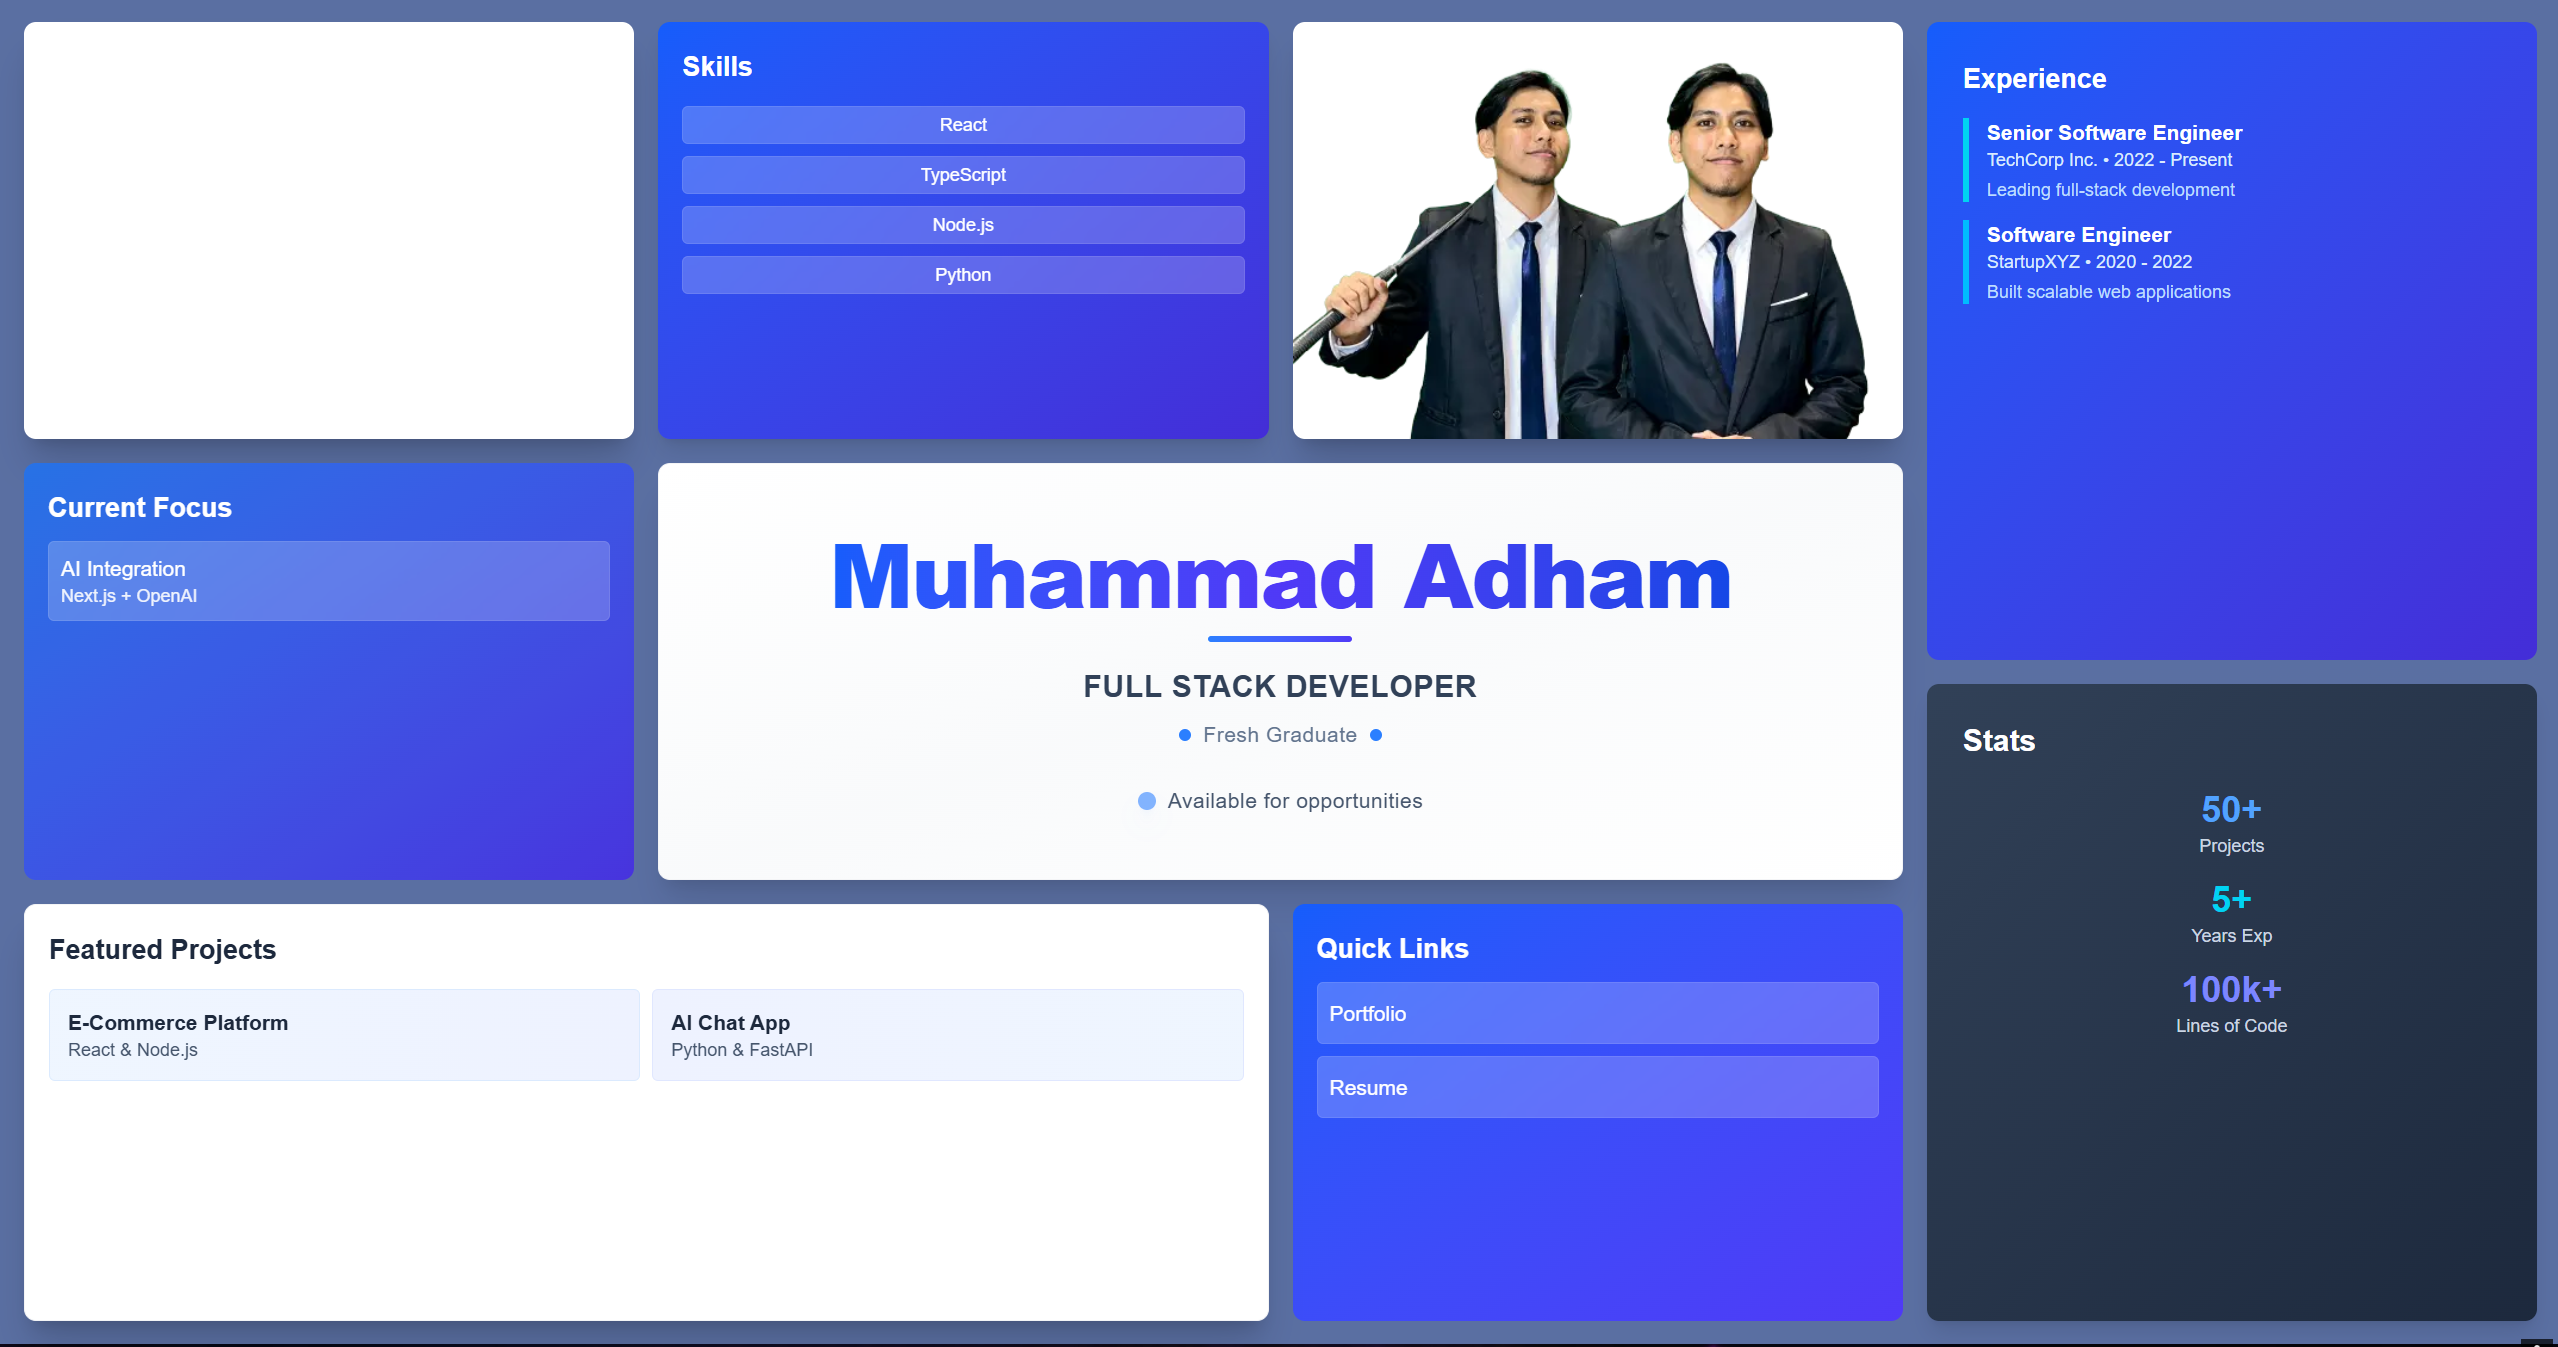 Skills
React
TypeScript
Node.js
Python
Experience
Senior Software Engineer
TechCorp Inc. • 2022 - Present
Leading full-stack development
Software Engineer
StartupXYZ • 2020 - 2022
Built scalable web applications
Current Focus
AI Integration
Next.js + OpenAI
Muhammad Adham
FULL STACK DEVELOPER
Fresh Graduate
Available for opportunities
Stats
50+
Projects
5+
Years Exp
100k+
Lines of Code
Featured Projects
E-Commerce Platform
React & Node.js
AI Chat App
Python & FastAPI
Quick Links
Portfolio
Resume